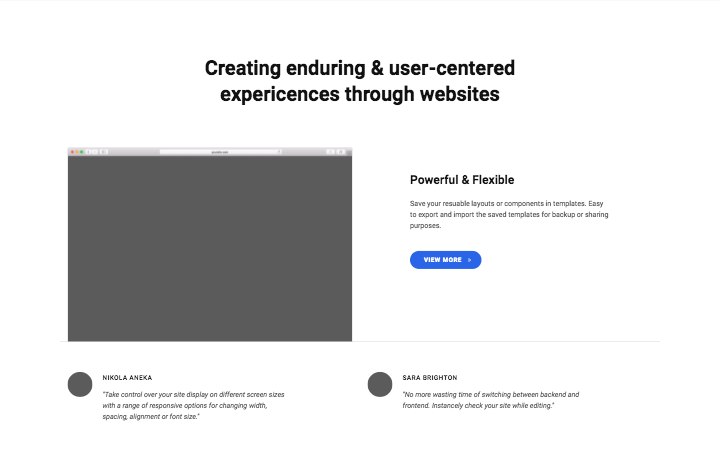 Creating enduring & user-centered
expericences through websites
Powerful & Flexible
Save your resuable layouts or components in templates. Easy
to export and import the saved templates for backup or sharing
purposes.
VIEW MORE »
NIKOLA ANEKA
"Take control over your site display on different screen sizes
with a range of responsive options for changing width,
spacing, alignment or font size."
SARA BRIGHTON
"No more wasting time of switching between backend and
frontend. Instancely check your site while editing."